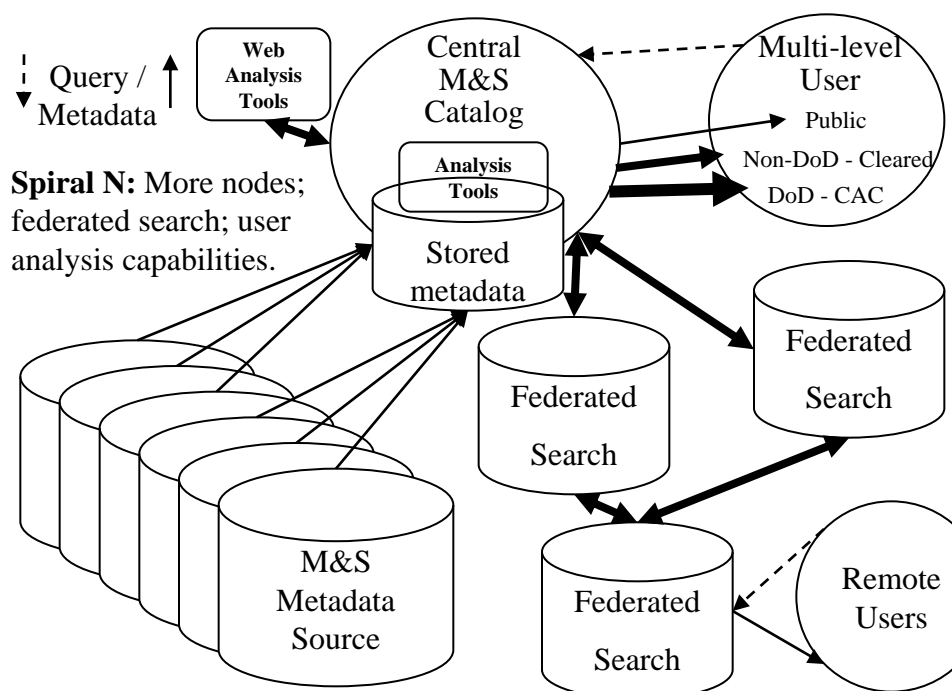 Query /
Metadata
Web
Analysis
Tools
Central
M&S
Catalog
Multi-level
User
Public
Non-DoD - Cleared
DoD - CAC
Analysis
Tools
Spiral N: More nodes;
federated search; user
analysis capabilities.
Stored
metadata
Federated
Search
Federated
Search
M&S
Metadata
Source
Federated
Search
Remote
Users